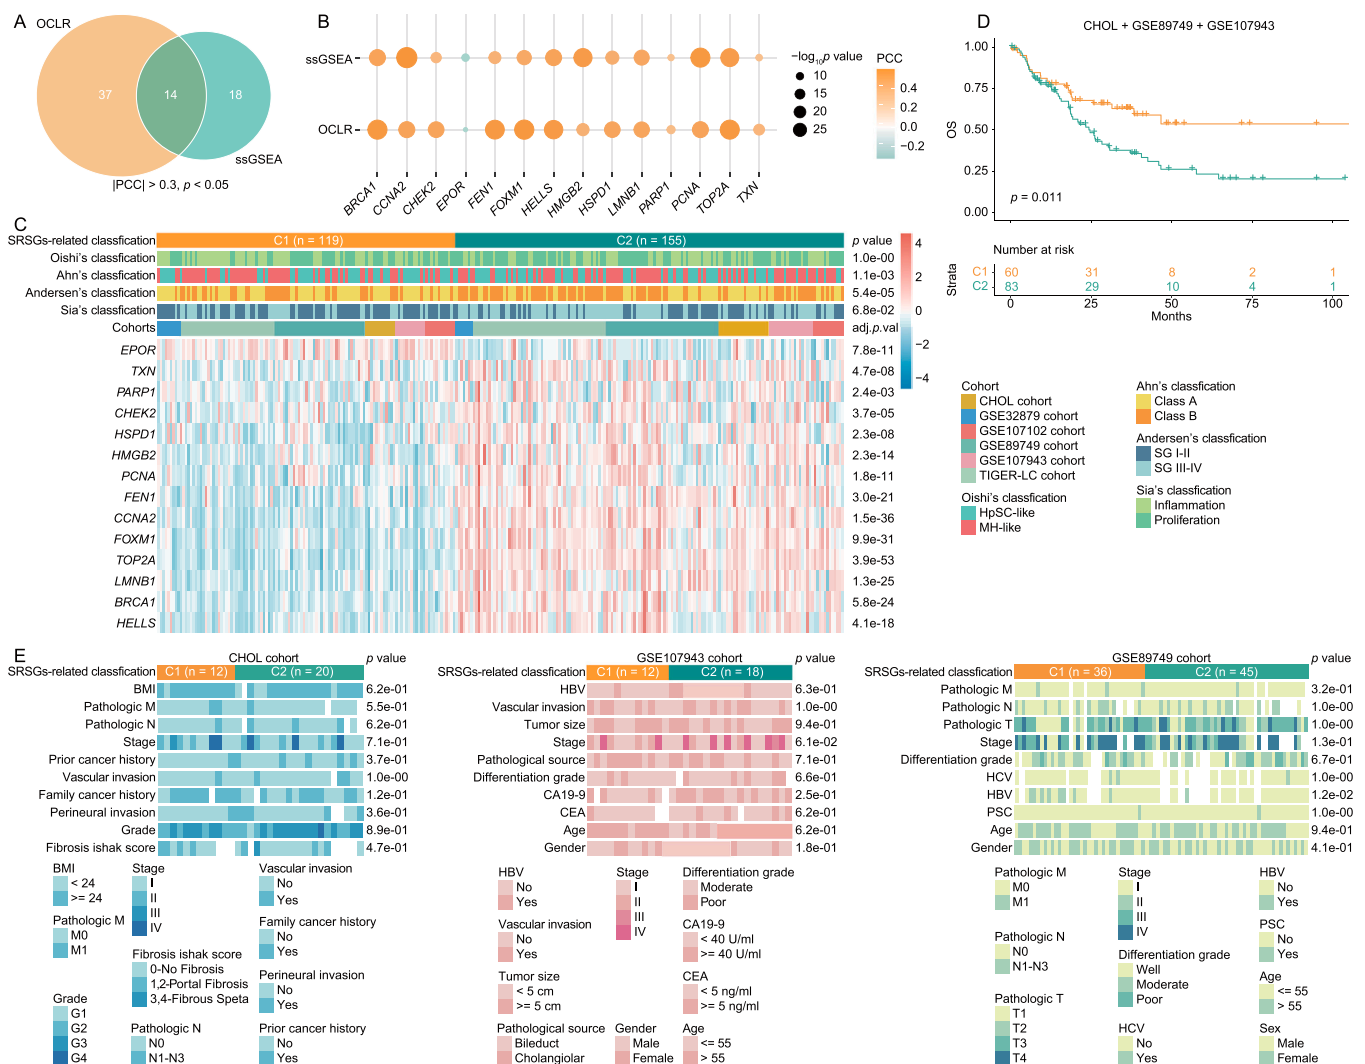 A
OCLR
37
14
18
ssGSEA
|PCC| > 0.3, p < 0.05
B
ssGSEA
OCLR
BRCA1
CCNA2
CHEK2
EPOR
FEN1
FOXM1
HELLS
HMGB2
HSPD1
LMNB1
PARP1
PCNA
TOP2A
TXN
−log10p value
10
15
20
25
PCC
0.4
0.2
0.0
−0.2
C
SRSGs-related classfication
C1 (n = 119)
C2 (n = 155)
p value
Oishi's classfication
1.0e-00
Ahn's classfication
1.1e-03
Andersen's classfication
5.4e-05
Sia's classfication
6.8e-02
Cohorts
adj.p.val
EPOR
7.8e-11
TXN
4.7e-08
PARP1
2.4e-03
CHEK2
3.7e-05
HSPD1
2.3e-08
HMGB2
2.3e-14
PCNA
1.8e-11
FEN1
3.0e-21
CCNA2
1.5e-36
FOXM1
9.9e-31
TOP2A
3.9e-53
LMNB1
1.3e-25
BRCA1
5.8e-24
HELLS
4.1e-18
4
2
0
−2
−4
D
CHOL + GSE89749 + GSE107943
OS
1.00
0.75
0.50
0.25
0.00
p = 0.011
Number at risk
Strata
C1 60 31 8 2 1
C2 83 29 10 4 1
0 25 50 75 100
Months
Cohort
CHOL cohort
GSE32879 cohort
GSE107102 cohort
GSE89749 cohort
GSE107943 cohort
TIGER-LC cohort
Oishi's classfication
HpSC-like
MH-like
Ahn's classfication
Class A
Class B
Andersen's classfication
SG I-II
SG III-IV
Sia's classfication
Inflammation
Proliferation
E
CHOL cohort
SRSGs-related classfication
C1 (n = 12)
C2 (n = 20)
p value
BMI
6.2e-01
Pathologic M
5.5e-01
Pathologic N
6.2e-01
Stage
7.1e-01
Prior cancer history
3.7e-01
Vascular invasion
1.0e-00
Family cancer history
1.2e-01
Perineural invasion
3.6e-01
Grade
8.9e-01
Fibrosis ishak score
4.7e-01
BMI
< 24
>= 24
Pathologic M
M0
M1
Grade
G1
G2
G3
G4
Stage
I
II
III
IV
Fibrosis ishak score
0-No Fibrosis
1,2-Portal Fibrosis
3,4-Fibrous Speta
Pathologic N
N0
N1-N3
Vascular invasion
No
Yes
Family cancer history
No
Yes
Perineural invasion
No
Yes
Prior cancer history
No
Yes
GSE107943 cohort
SRSGs-related classfication
C1 (n = 12)
C2 (n = 18)
p value
HBV
6.3e-01
Vascular invasion
1.0e-00
Tumor size
9.4e-01
Stage
6.1e-02
Pathological source
7.1e-01
Differentiation grade
6.6e-01
CA19-9
2.5e-01
CEA
6.2e-01
Age
6.2e-01
Gender
1.8e-01
HBV
No
Yes
Vascular invasion
No
Yes
Tumor size
< 5 cm
>= 5 cm
Pathological source
Bileduct
Cholangiolar
Stage
I
II
III
IV
Gender
Male
Female
Differentiation grade
Moderate
Poor
CA19-9
< 40 U/ml
>= 40 U/ml
CEA
< 5 ng/ml
>= 5 ng/ml
Age
<= 55
> 55
GSE89749 cohort
SRSGs-related classfication
C1 (n = 36)
C2 (n = 45)
p value
Pathologic M
3.2e-01
Pathologic N
1.0e-00
Pathologic T
1.0e-00
Stage
1.3e-01
Differentiation grade
6.7e-01
HCV
1.0e-00
HBV
1.2e-02
PSC
1.0e-00
Age
9.4e-01
Gender
4.1e-01
Pathologic M
M0
M1
Pathologic N
N0
N1-N3
Pathologic T
T1
T2
T3
T4
Stage
I
II
III
IV
Differentiation grade
Well
Moderate
Poor
HCV
No
Yes
HBV
No
Yes
PSC
No
Yes
Age
<= 55
> 55
Sex
Male
Female